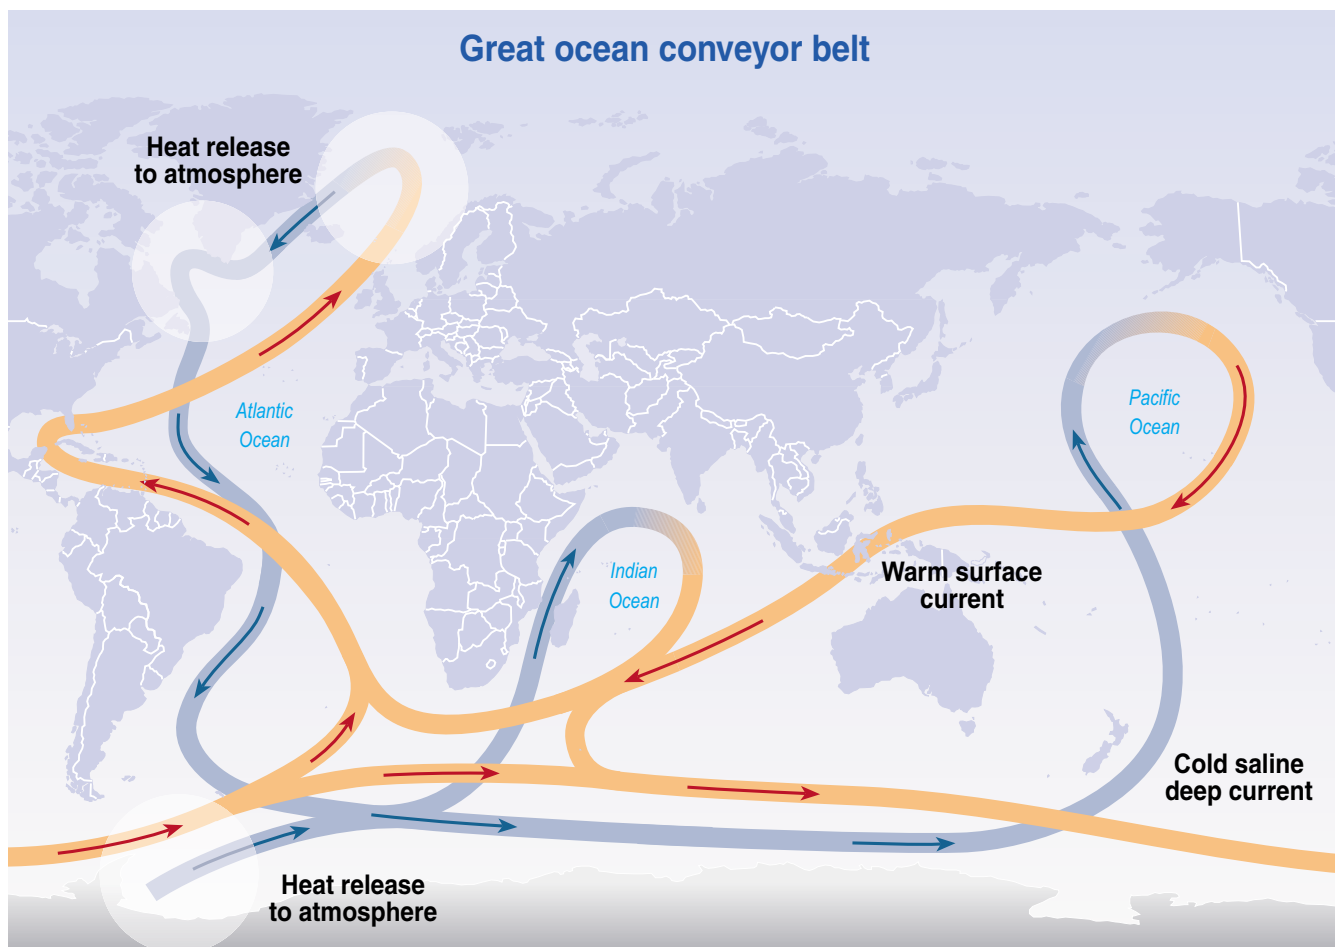 Great ocean conveyor belt
Heat release
to atmosphere
Atlantic
Ocean
Pacific
Ocean
Indian
Ocean
Warm surface
current
Cold saline
deep current
Heat release
to atmosphere